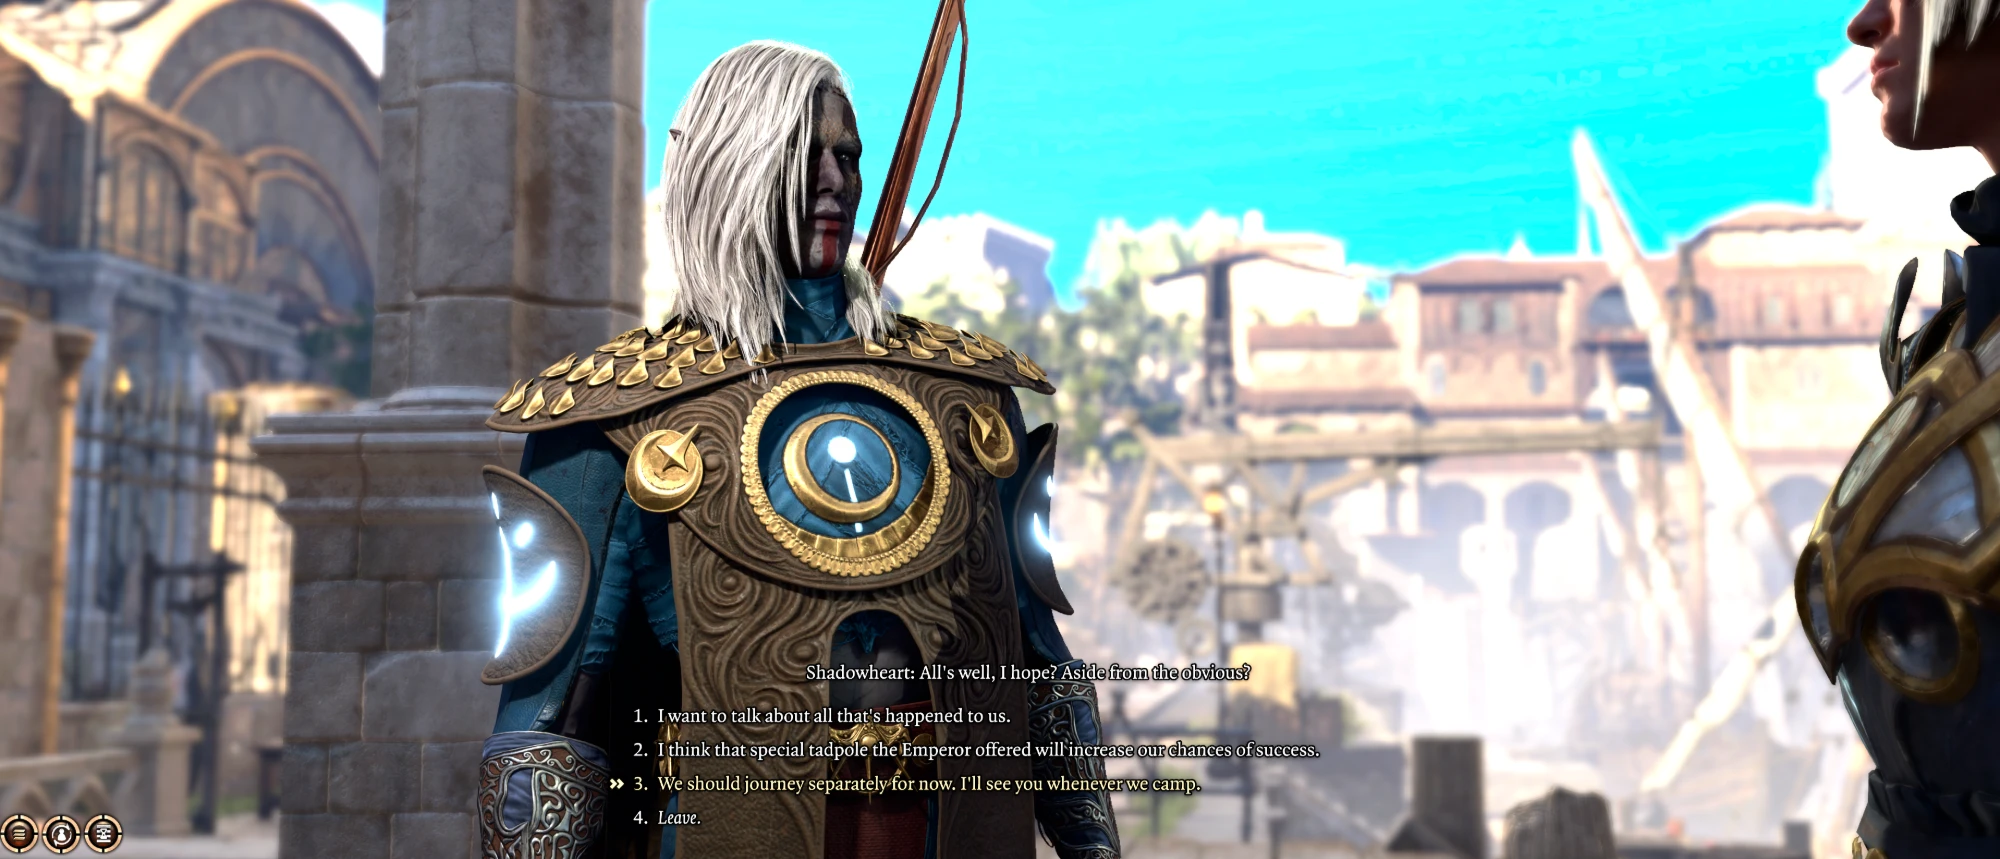 Shadowheart: All's well, I hope? Aside from the obvious?
1. I want to talk about all that's happened to us.
2. I think that special tadpole the Emperor offered will increase our chances of success.
3. We should journey separately for now. I'll see you whenever we camp.
4. Leave.